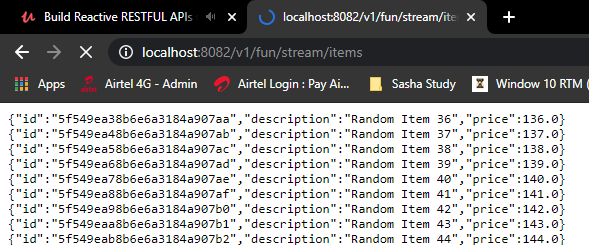 Build Reactive RESTFUL APIs
localhost:8082/v1/fun/stream/ite
localhost:8082/v1/fun/stream/items
Apps Airtel 4G - Admin Airtel Login : Pay Ai... Sasha Study Window 10 RTM (
{"id":"5f549ea38b6e6a3184a907aa","description":"Random Item 36","price":136.0}
{"id":"5f549ea48b6e6a3184a907ab","description":"Random Item 37","price":137.0}
{"id":"5f549ea58b6e6a3184a907ac","description":"Random Item 38","price":138.0}
{"id":"5f549ea68b6e6a3184a907ad","description":"Random Item 39","price":139.0}
{"id":"5f549ea78b6e6a3184a907ae","description":"Random Item 40","price":140.0}
{"id":"5f549ea88b6e6a3184a907af","description":"Random Item 41","price":141.0}
{"id":"5f549ea98b6e6a3184a907b0","description":"Random Item 42","price":142.0}
{"id":"5f549eaa8b6e6a3184a907b1","description":"Random Item 43","price":143.0}
{"id":"5f549eab8b6e6a3184a907b2","description":"Random Item 44","price":144.0}